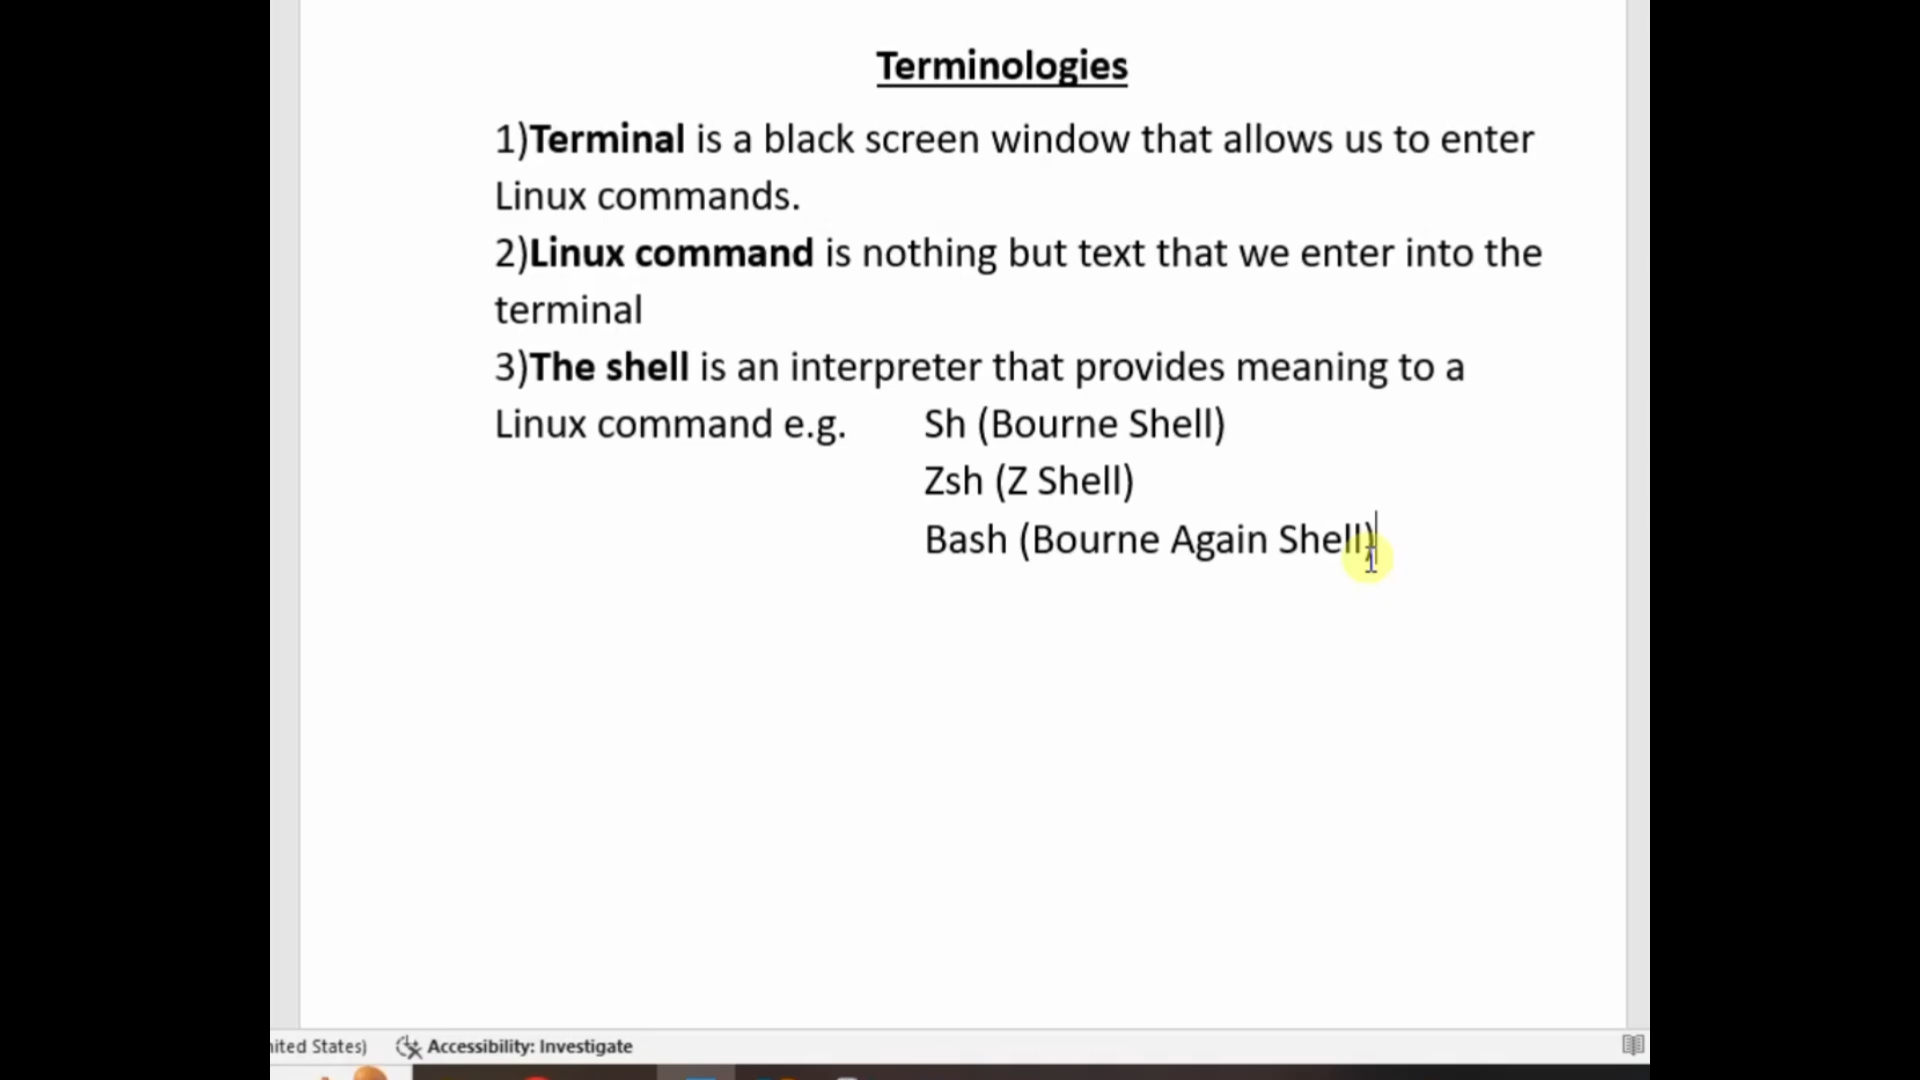 Terminologies
1)Terminal is a black screen window that allows us to enter
Linux commands.
2)Linux command is nothing but text that we enter into the
terminal
3)The shell is an interpreter that provides meaning to a
Linux command e.g. Sh (Bourne Shell)
Zsh (Z Shell)
Bash (Bourne Again Shell)
States) Accessibility: Investigate